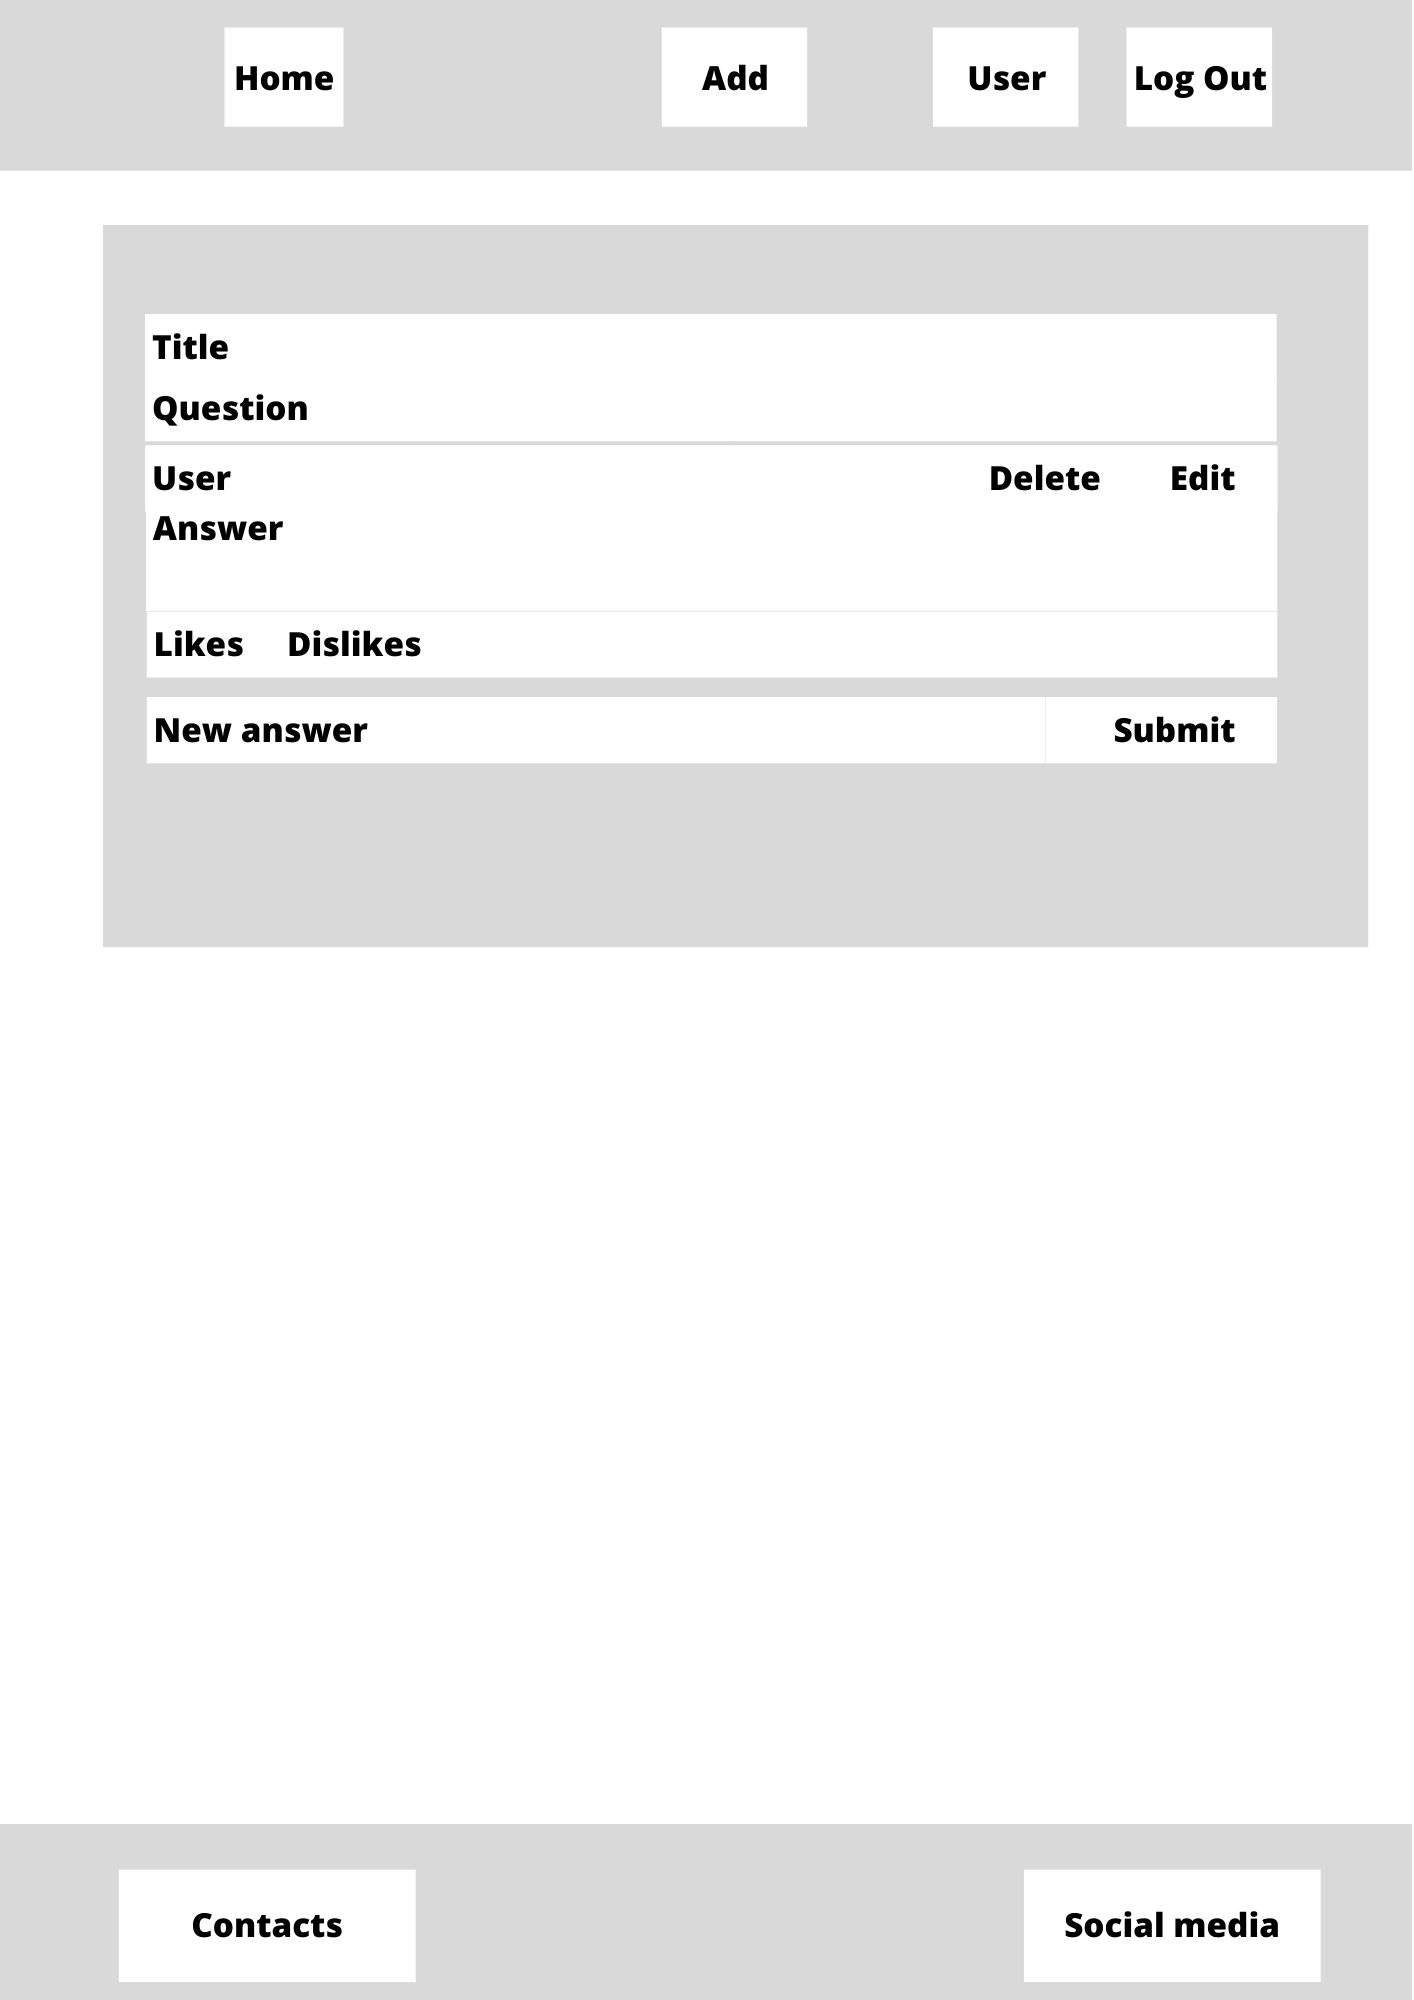 Home Add User Log Out
Title
Question
User Delete Edit
Answer
Likes Dislikes
New answer Submit
Contacts Social media